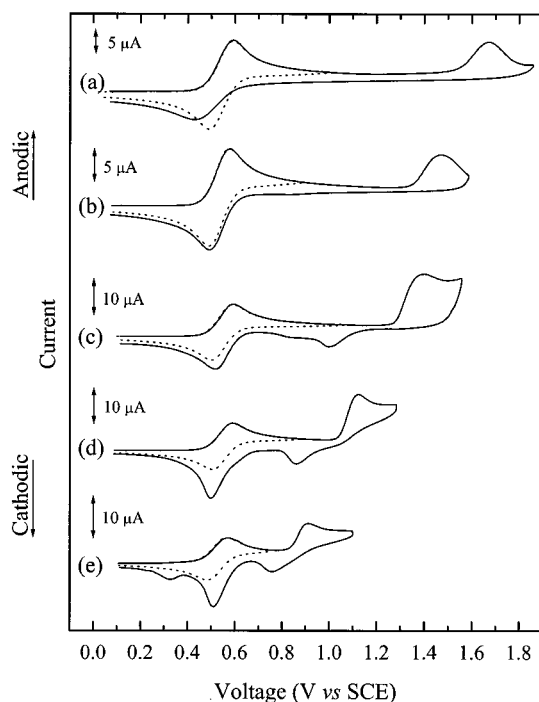 5 μA
(a)
Anodic
5 μA
(b)
10 μA
(c)
Current
10 μA
(d)
Cathodic
10 μA
(e)
0.0 0.2 0.4 0.6 0.8 1.0 1.2 1.4 1.6 1.8
Voltage (V vs SCE)